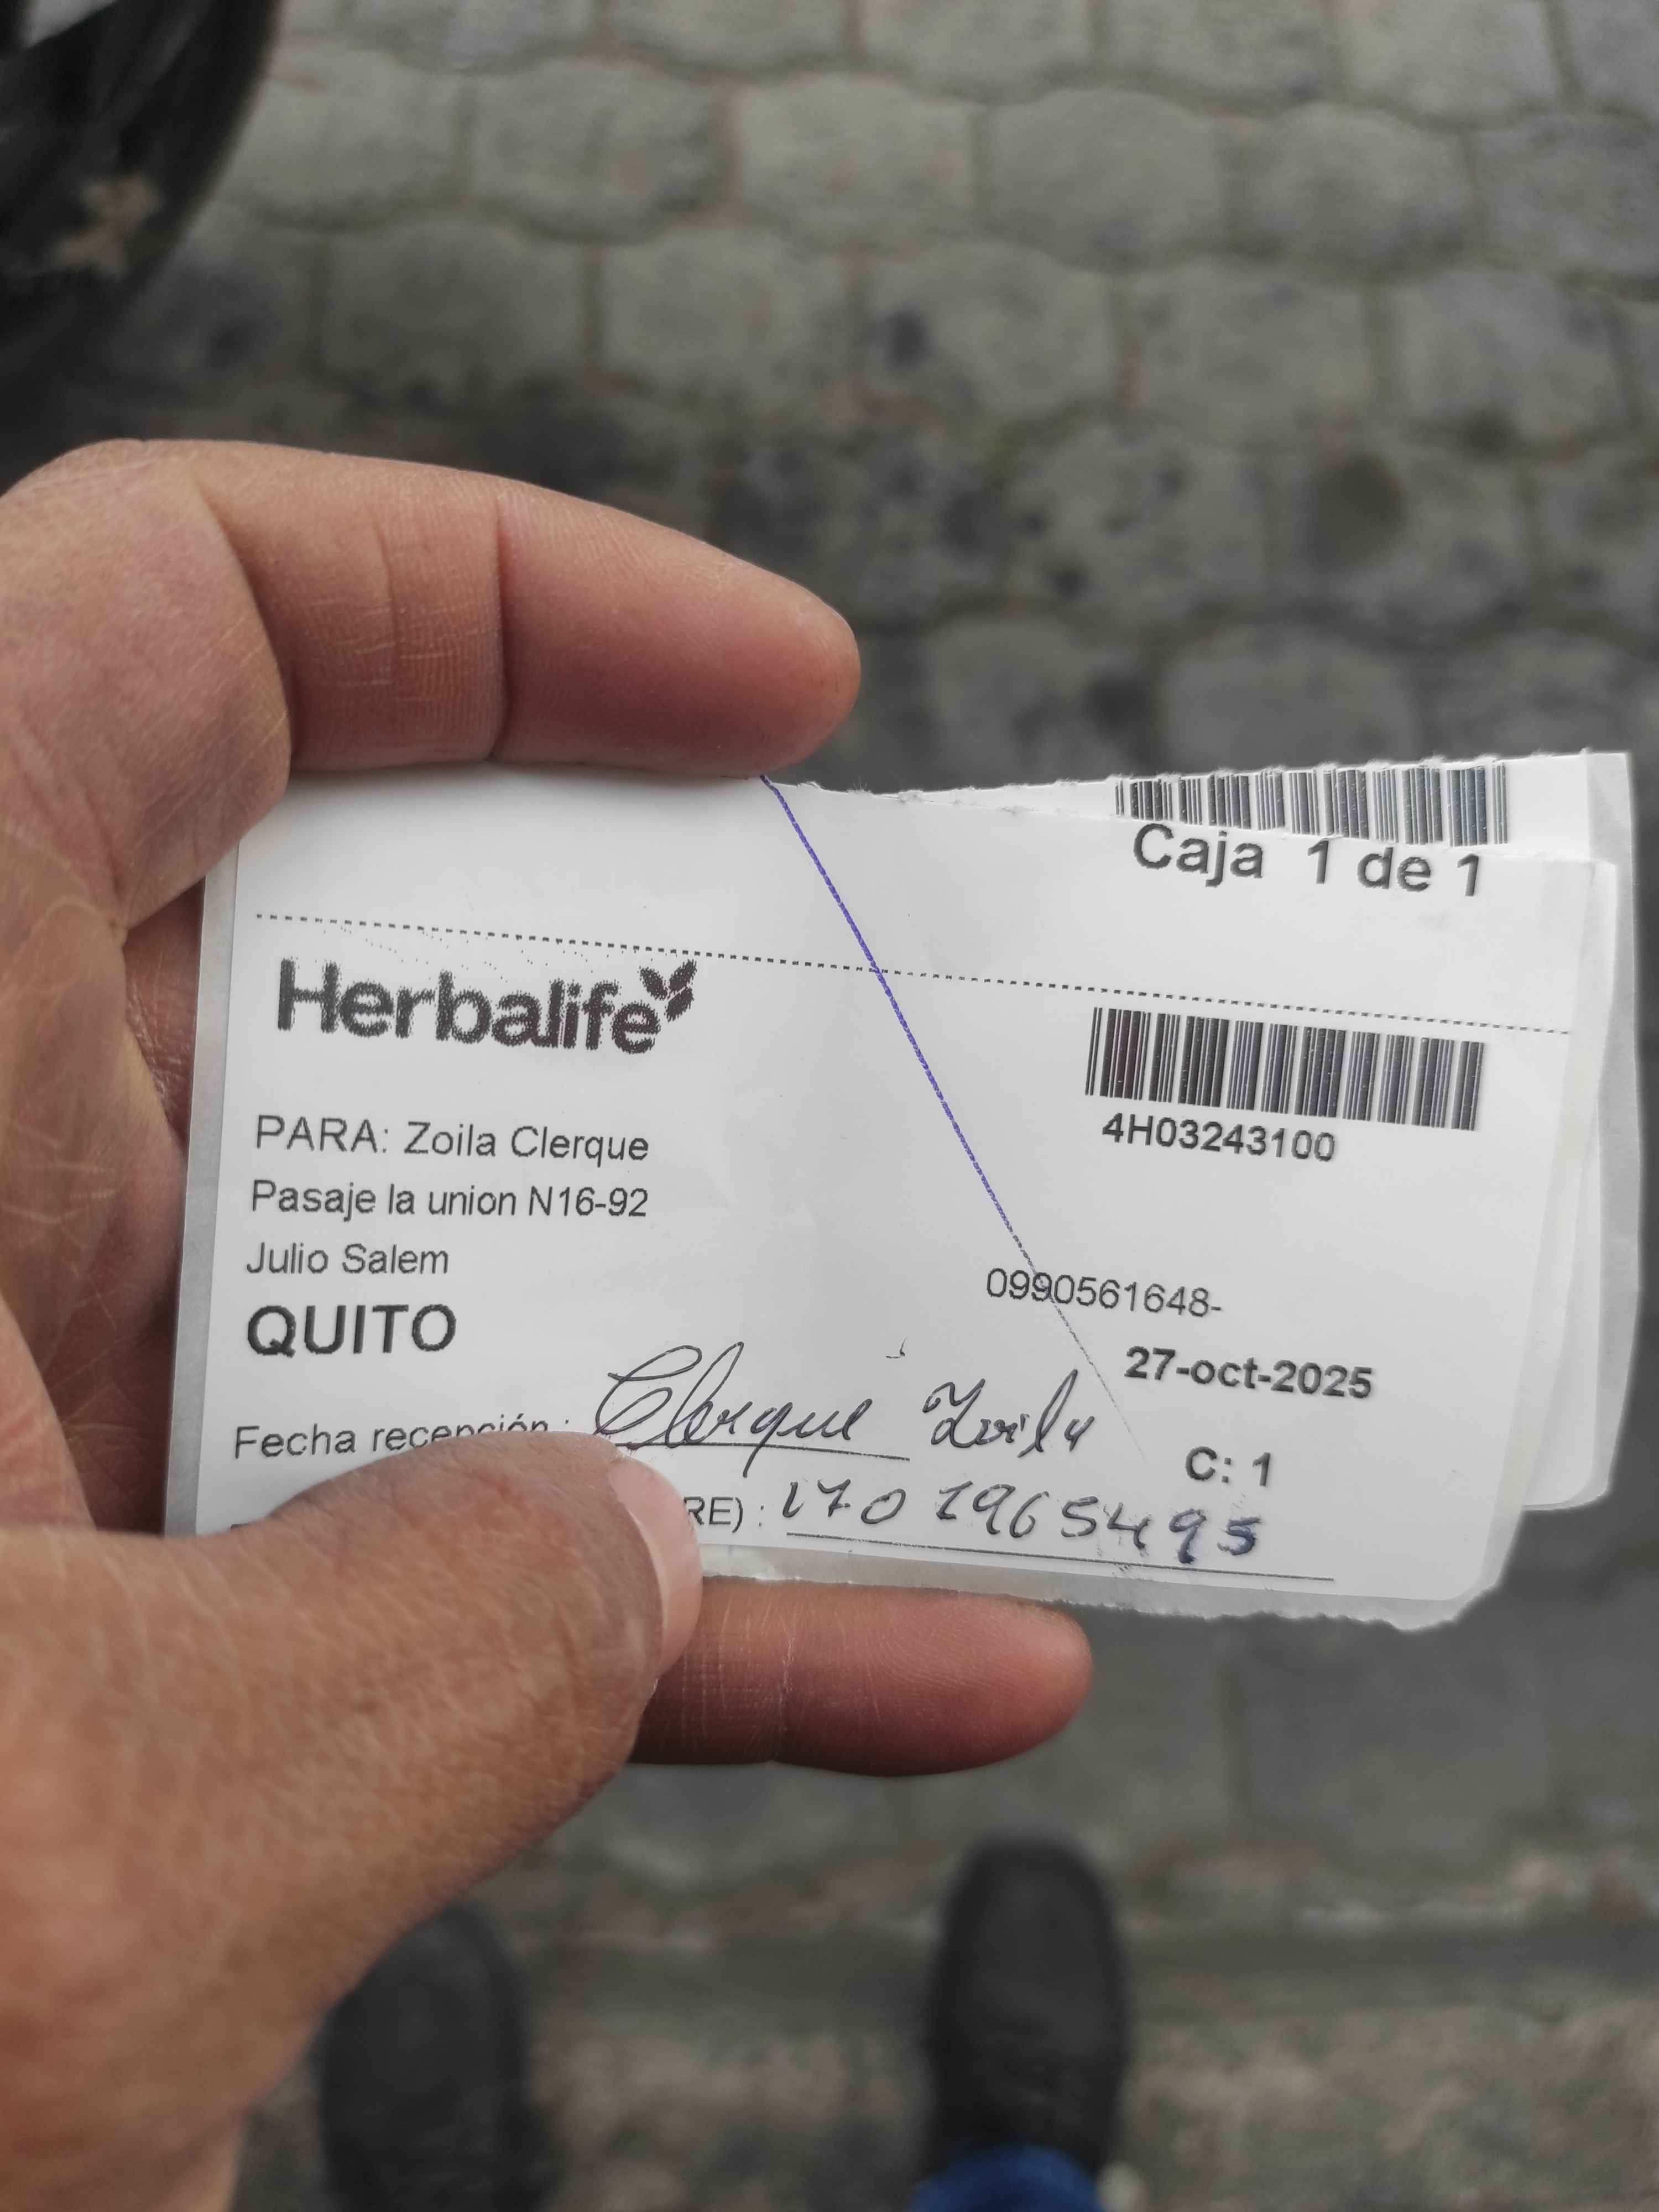 Caja 1 de 1
Herbalife
4H03243100
PARA: Zoila Clerque
Pasaje la union N16-92
Julio Salem
0990561648-
QUITO
27-oct-2025
Fecha recepción : Clerque Zoila
C: 1
RE) : 1701965495